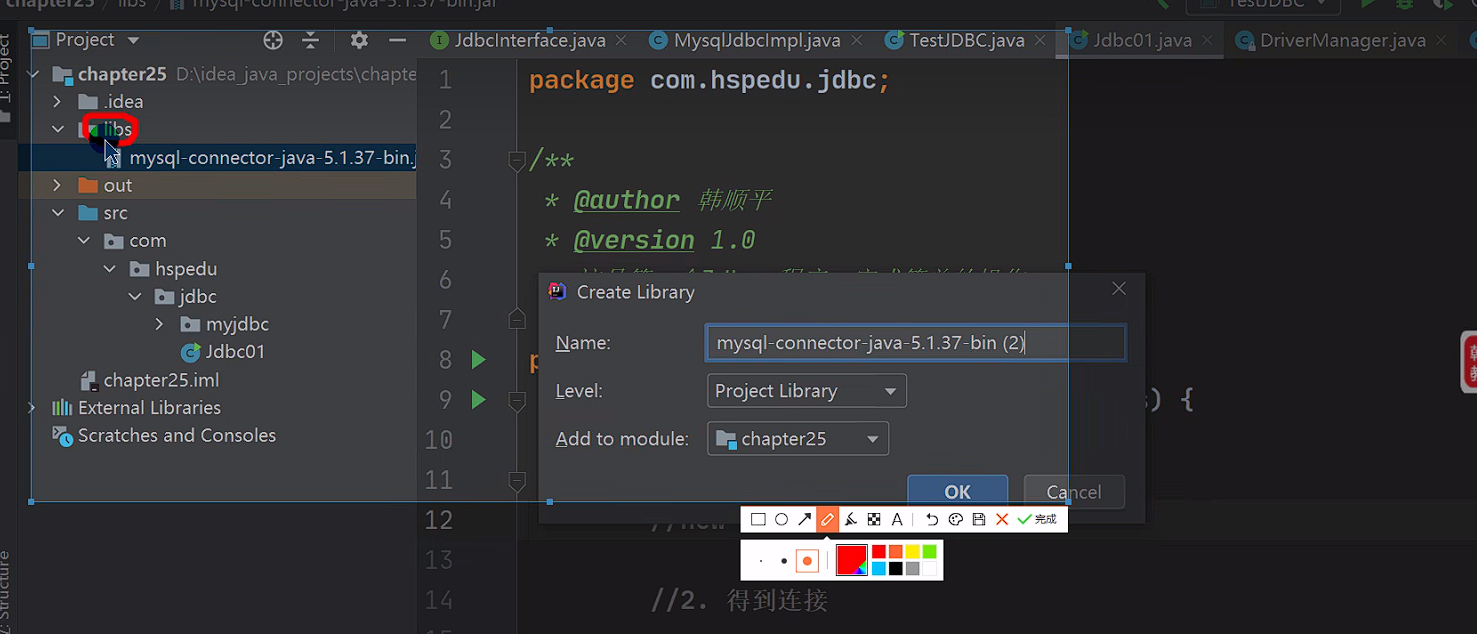 chapter25 libs mysql-connector-java-5.1.37-bin.jar
TestJDBC
1: Project
Project
JdbcInterface.java
MysqlJdbcImpl.java
TestJDBC.java
Jdbc01.java
DriverManager.java
chapter25 D:\idea_java_projects\chapte
.idea
libs
mysql-connector-java-5.1.37-bin.j
out
src
com
hspedu
jdbc
myjdbc
Jdbc01
chapter25.iml
External Libraries
Scratches and Consoles
1 package com.hspedu.jdbc;
2
3 /**
4 * @author 韩顺平
5 * @version 1.0
6
7
8 p
9 ) {
10
11
12
13
14 //2. 得到连接
Create Library
Name: mysql-connector-java-5.1.37-bin (2)
Level: Project Library
Add to module: chapter25
OK
Cancel
A
完成
7: Structure